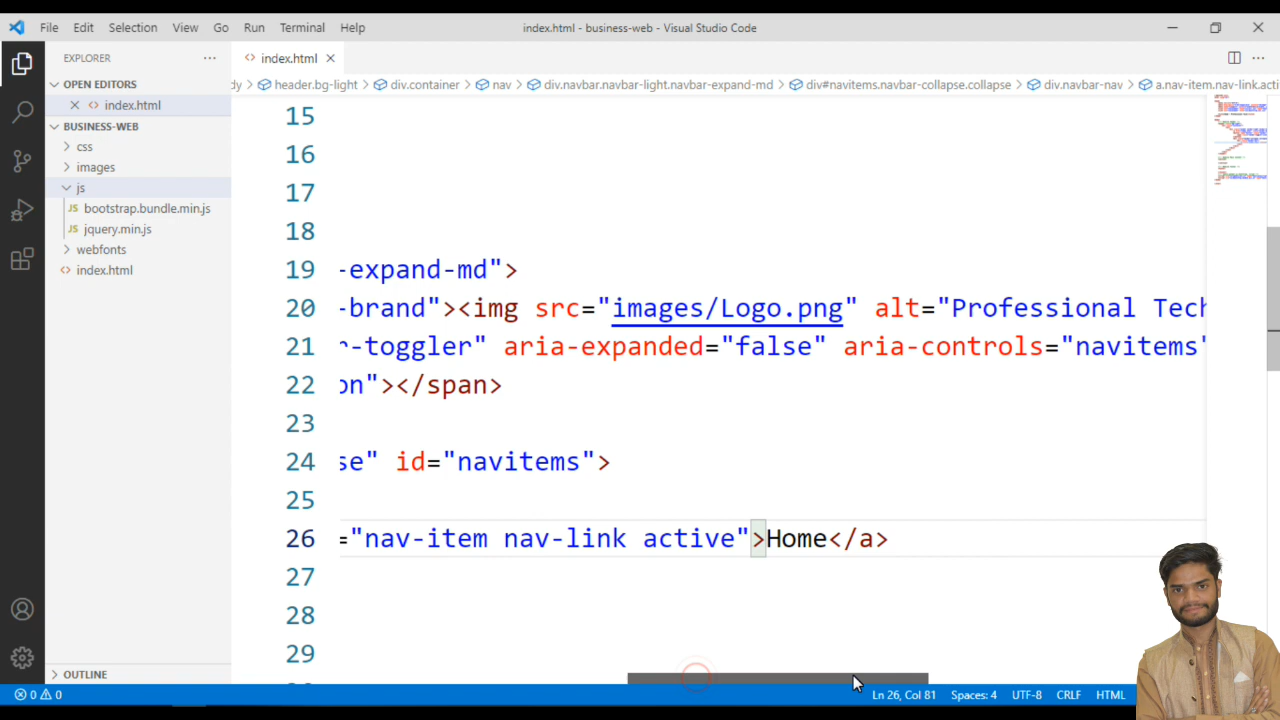 File Edit Selection View Go Run Terminal Help index.html - business-web - Visual Studio Code
EXPLORER
index.html
OPEN EDITORS
header.bg-light div.container nav div.navbar.navbar-light.navbar-expand-md div#navitems.navbar-collapse.collapse div.navbar-nav a.nav-item.nav-link.acti
index.html
BUSINESS-WEB
css
images
js
bootstrap.bundle.min.js
jquery.min.js
webfonts
index.html
15
16
17
18
19 -expand-md">
20 -brand"><img src="images/Logo.png" alt="Professional Tech
21 r-toggler" aria-expanded="false" aria-controls="navitems"
22 on"></span>
23
24 se" id="navitems">
25
26 ="nav-item nav-link active">Home</a>
27
28
29
OUTLINE
0 0 Ln 26, Col 81 Spaces: 4 UTF-8 CRLF HTML